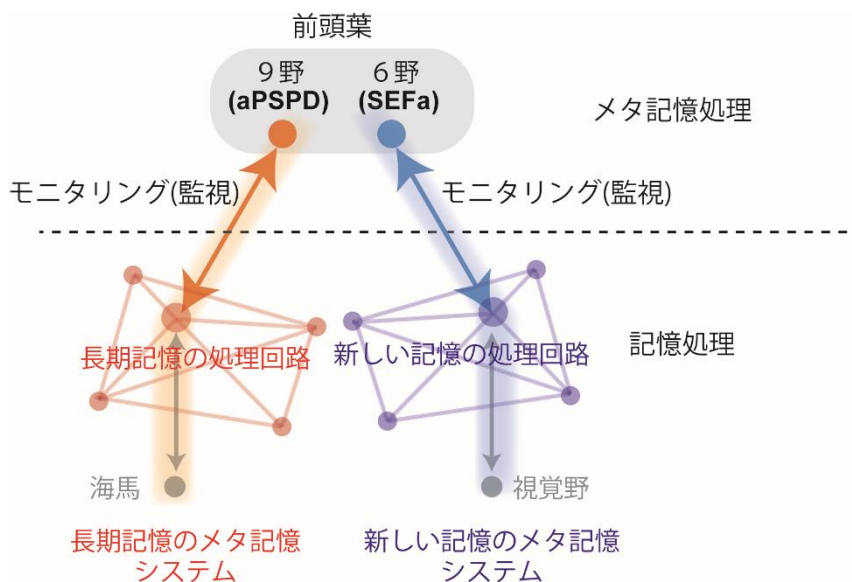 前頭葉
９野
(aPSPD)
６野
(SEFa)
メタ記憶処理
モニタリング(監視)
モニタリング(監視)
長期記憶の処理回路
新しい記憶の処理回路
記憶処理
海馬
視覚野
長期記憶のメタ記憶
システム
新しい記憶のメタ記憶
システム